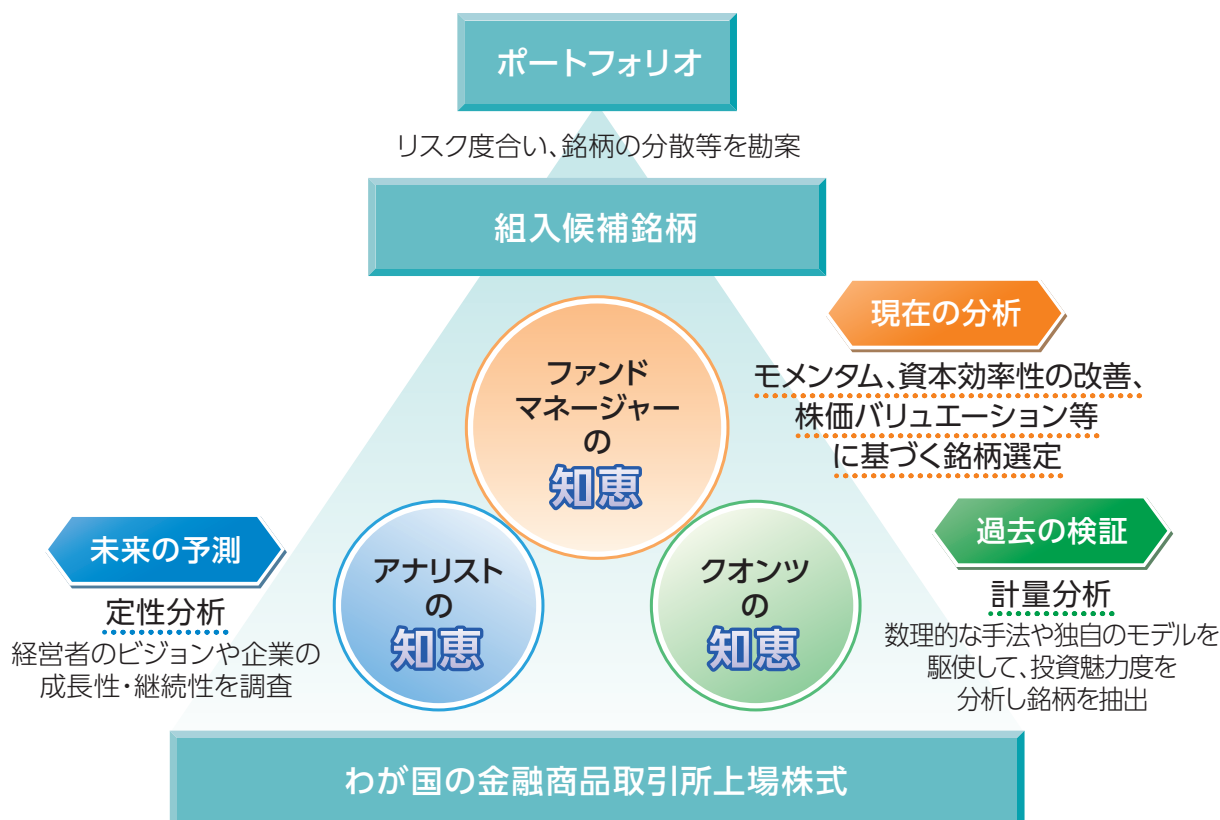 ポートフォリオ
リスク度合い、銘柄の分散等を勘案
組入候補銘柄
現在の分析
モメンタム、資本効率性の改善、
株価バリュエーション等
に基づく銘柄選定
ファンド
マネージャー
の
知恵
未来の予測
定性分析
経営者のビジョンや企業の
成長性・継続性を調査
アナリスト
の
知恵
クオンツ
の
知恵
過去の検証
計量分析
数理的な手法や独自のモデルを
駆使して、投資魅力度を
分析し銘柄を抽出
わが国の金融商品取引所上場株式